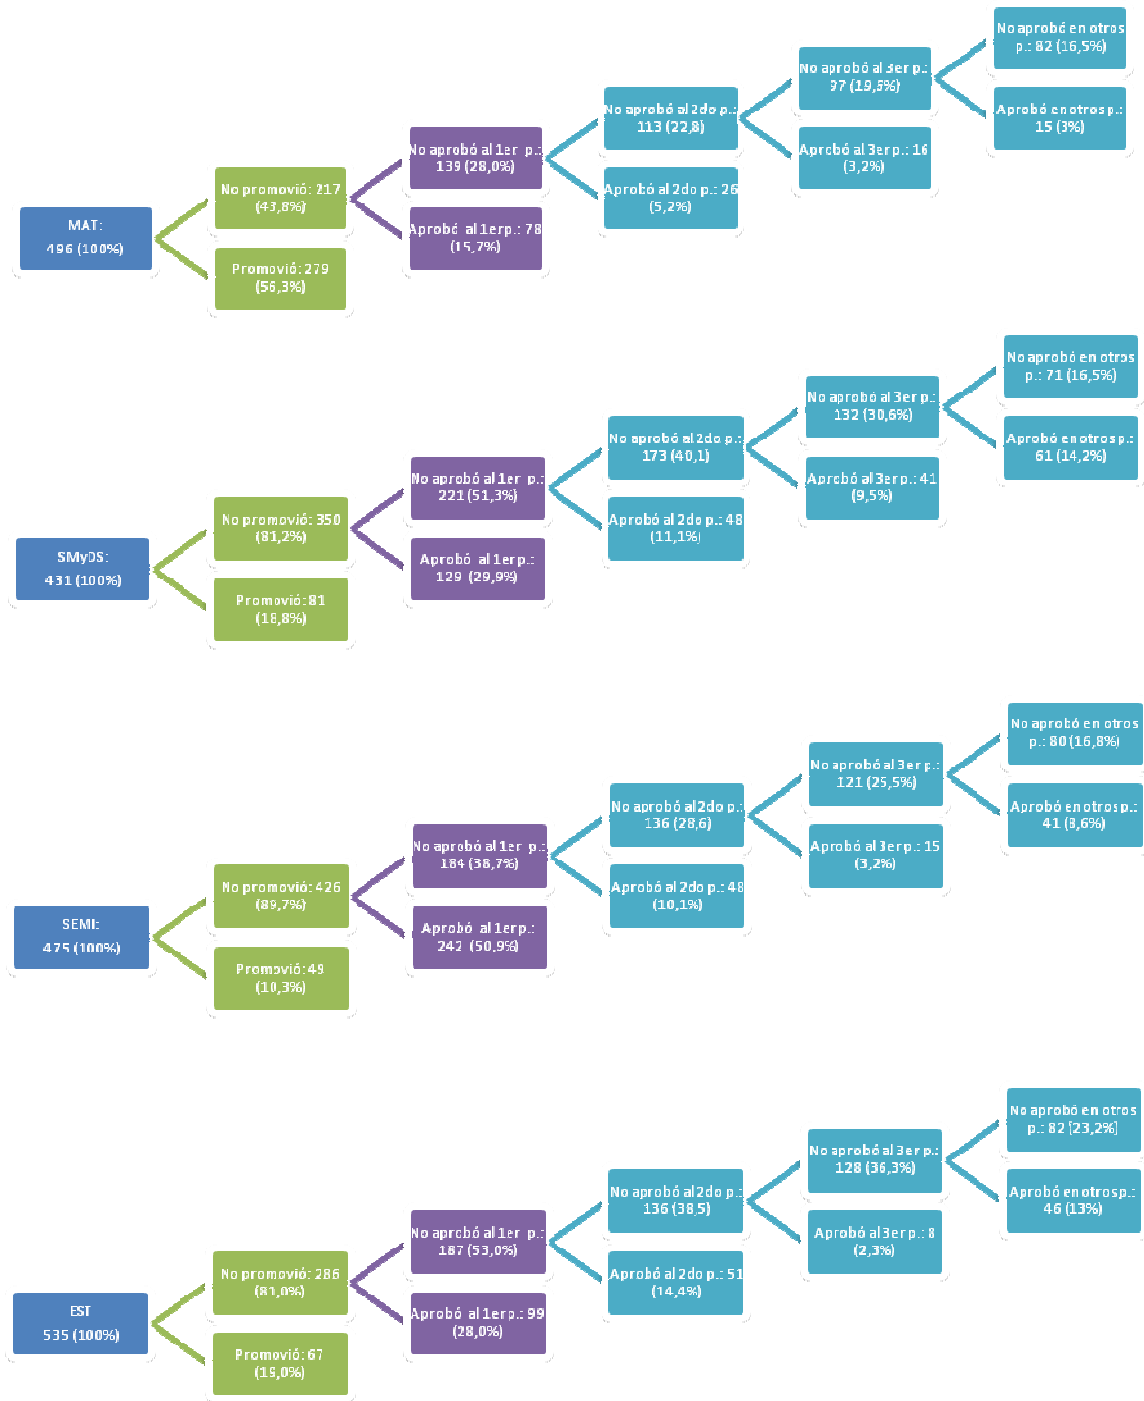 MAT:
496 (100%)
No promovió: 217
(43,8%)
Promovió: 279
(56,3%)
No aprobó al 1er p.:
139 (28,0%)
Aprobó al 1er p.: 78
(15,7%)
No aprobó al 2do p.:
113 (22,8)
Aprobó al 2do p.: 26
(5,2%)
No aprobó al 3er p.:
97 (19,6%)
Aprobó al 3er p.: 16
(3,2%)
No aprobó en otros
p.: 82 (16,5%)
Aprobó en otros p.:
15 (3%)
SMyDS:
431 (100%)
No promovió: 350
(81,2%)
Promovió: 81
(18,8%)
No aprobó al 1er p.:
221 (51,3%)
Aprobó al 1er p.:
129 (29,9%)
No aprobó al 2do p.:
173 (40,1)
Aprobó al 2do p.: 48
(11,1%)
No aprobó al 3er p.:
132 (30,6%)
Aprobó al 3er p.: 41
(9,5%)
No aprobó en otros
p.: 71 (16,5%)
Aprobó en otros p.:
61 (14,2%)
SEMI:
475 (100%)
No promovió: 426
(89,7%)
Promovió: 49
(10,3%)
No aprobó al 1er p.:
184 (38,7%)
Aprobó al 1er p.:
242 (50,9%)
No aprobó al 2do p.:
136 (28,6)
Aprobó al 2do p.: 48
(10,1%)
No aprobó al 3er p.:
121 (25,5%)
Aprobó al 3er p.: 15
(3,2%)
No aprobó en otros
p.: 80 (16,8%)
Aprobó en otros p.:
41 (8,6%)
EST
535 (100%)
No promovió: 286
(81,0%)
Promovió: 67
(19,0%)
No aprobó al 1er p.:
187 (53,0%)
Aprobó al 1er p.: 99
(28,0%)
No aprobó al 2do p.:
136 (38,5)
Aprobó al 2do p.: 51
(14,4%)
No aprobó al 3er p.:
128 (36,3%)
Aprobó al 3er p.: 8
(2,3%)
No aprobó en otros
p.: 82 (23,2%)
Aprobó en otros p.:
46 (13%)